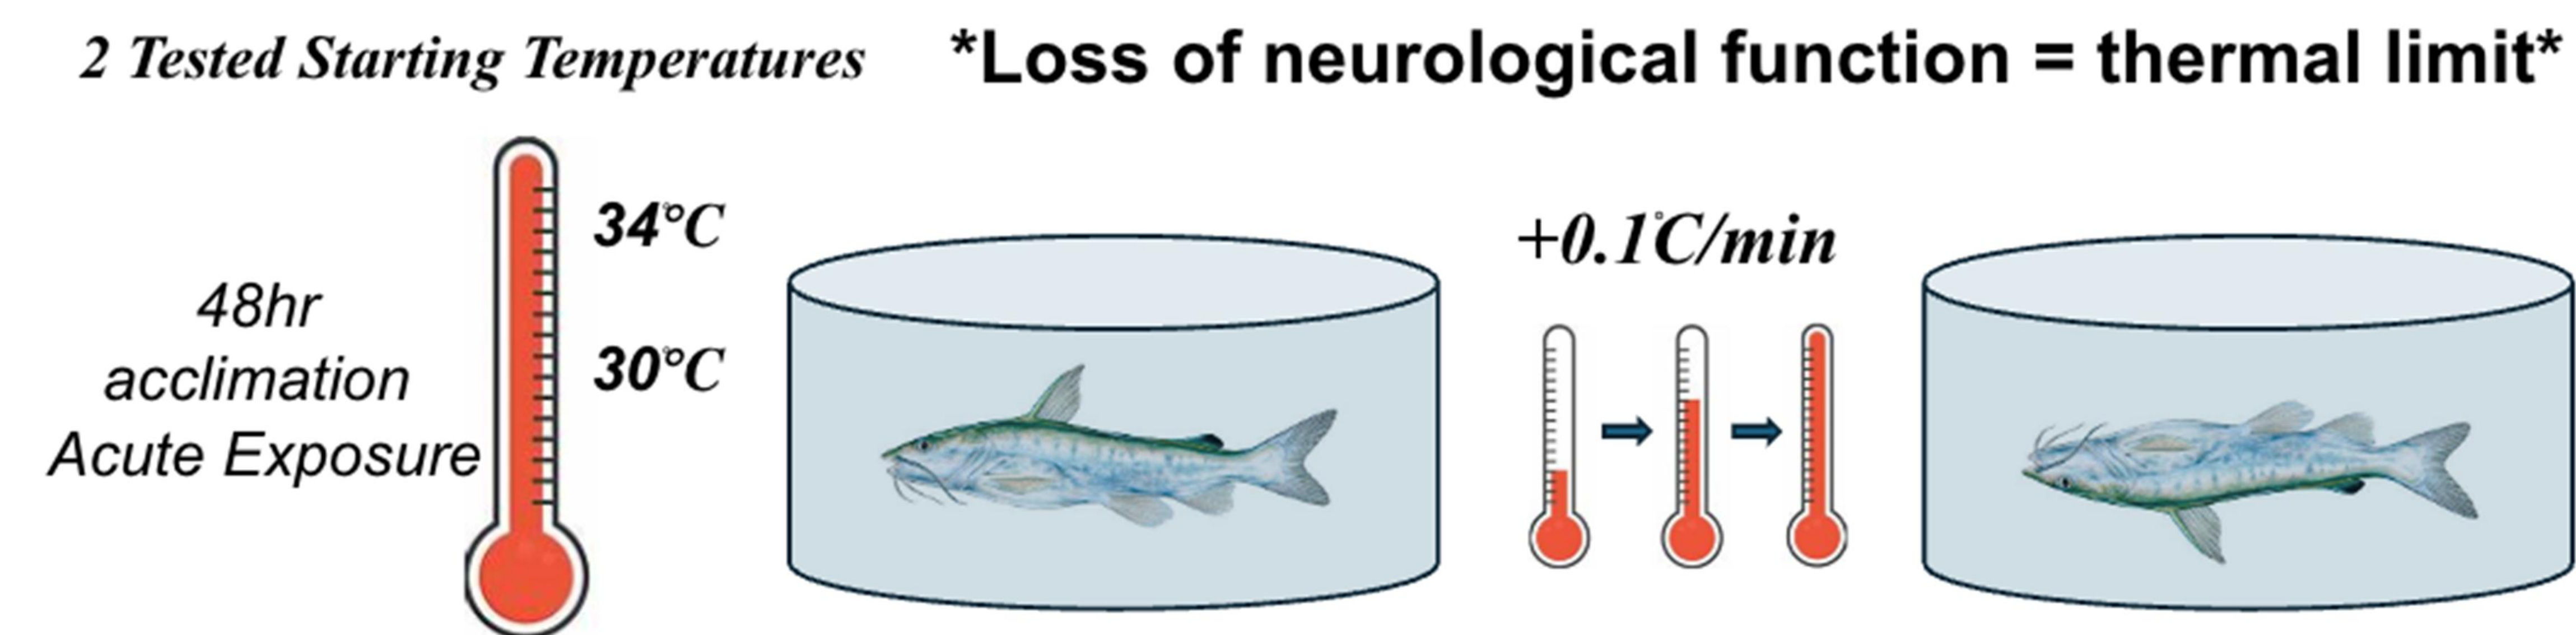 2 Tested Starting Temperatures
*Loss of neurological function = thermal limit*
34°C
30°C
48hr
acclimation
Acute Exposure
+0.1°C/min